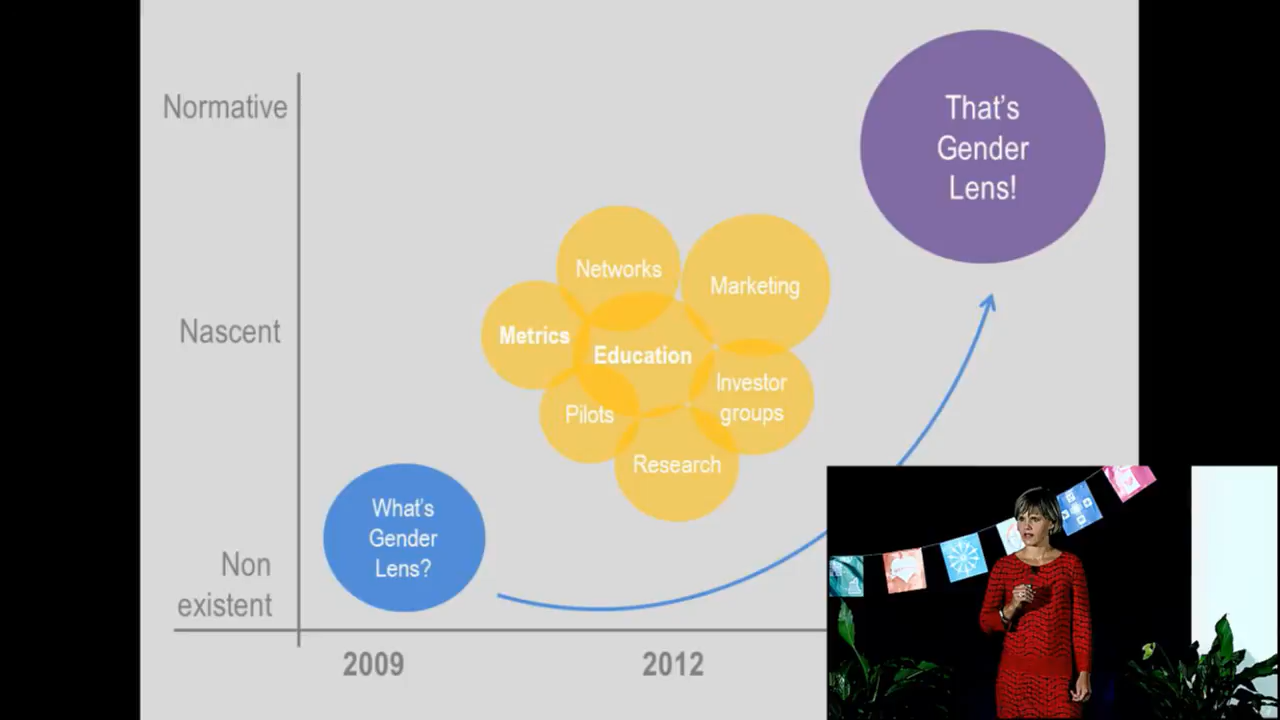 Normative
That's
Gender
Lens!
Networks
Marketing
Nascent
Metrics
Education
Investor
groups
Pilots
Research
What's
Gender
Lens?
Non
existent
2009
2012